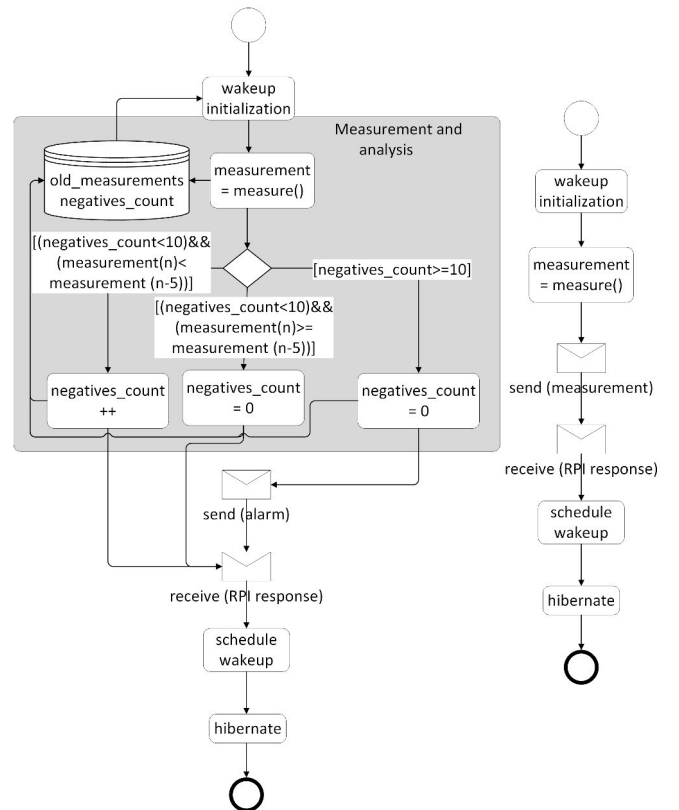 wakeup
initialization
Measurement and
analysis
old_measurements
negatives_count
measurement
= measure()
[(negatives_count<10)&&
(measurement(n)<
measurement (n-5))]
[negatives_count>=10]
[(negatives_count<10)&&
(measurement(n)>=
measurement (n-5))]
negatives_count
++
negatives_count
= 0
negatives_count
= 0
send (alarm)
receive (RPI response)
schedule
wakeup
hibernate
wakeup
initialization
measurement
= measure()
send (measurement)
receive (RPI response)
schedule
wakeup
hibernate